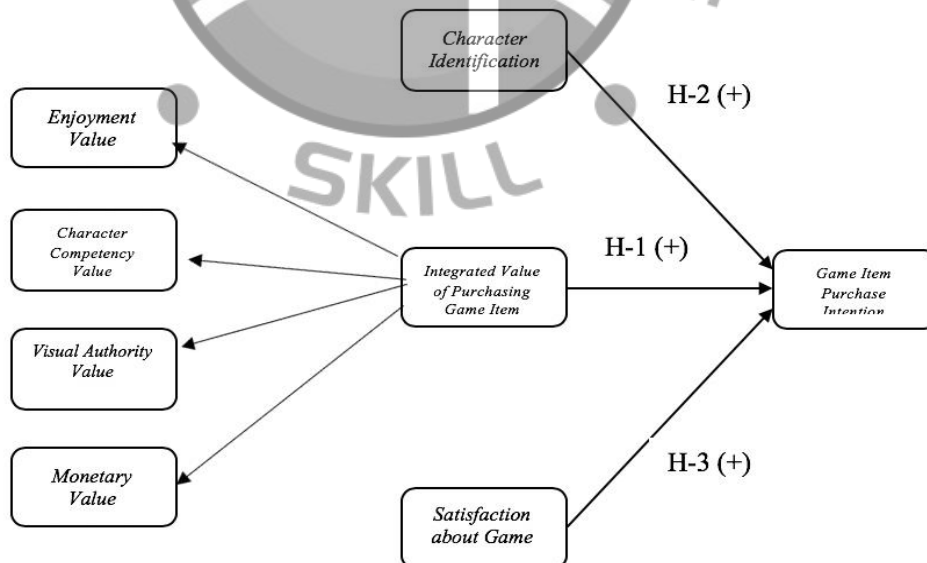 Character
Identification
H-2 (+)
Enjoyment
Value
SKILL
Character
Competency
Value
H-1 (+)
Integrated Value
of Purchasing
Game Item
Game Item
Purchase
Intention
Visual Authority
Value
Monetary
Value
H-3 (+)
Satisfaction
about Game